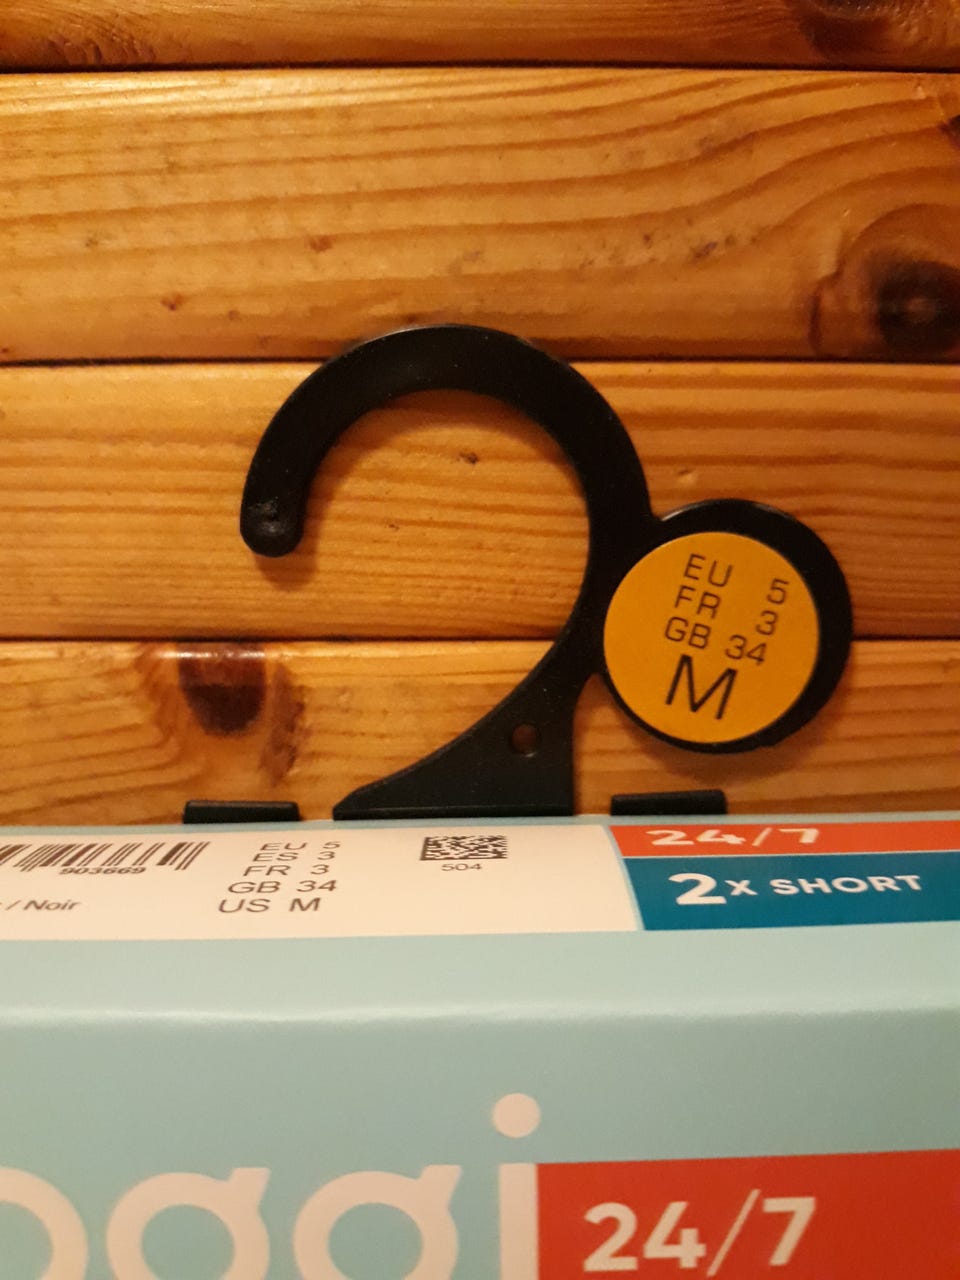 EU 5
FR 3
GB 34
M
903669
/ Noir
EU 5
ES 3
FR 3
GB 34
US M
504
24/7
2X SHORT
oggi
24/7